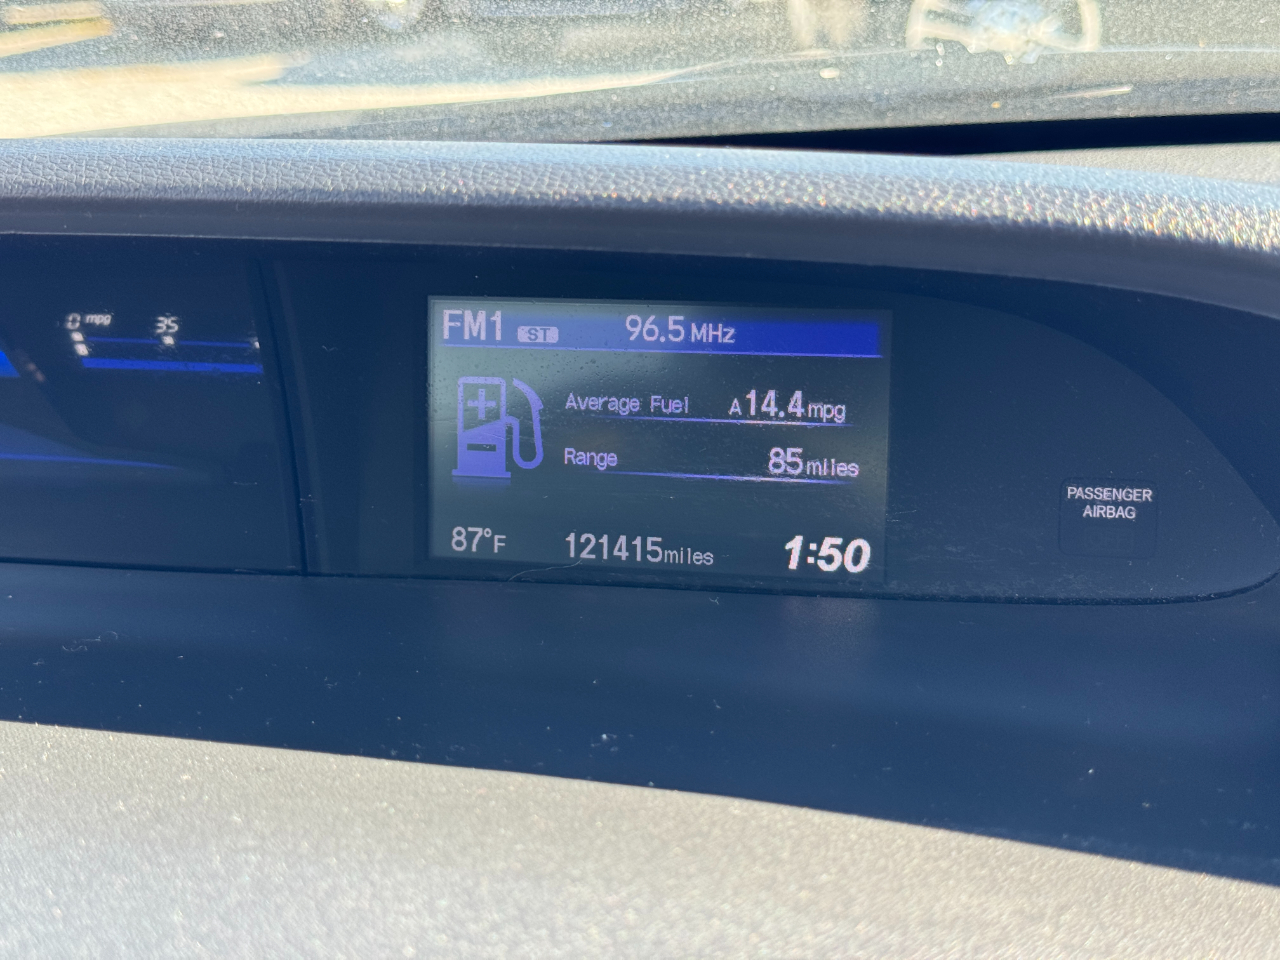 0 mpg 35
FM1 ST 96.5 MHz
Average Fuel A 14.4 mpg
Range 85 miles
87°F 121415 miles 1:50
PASSENGER
AIRBAG